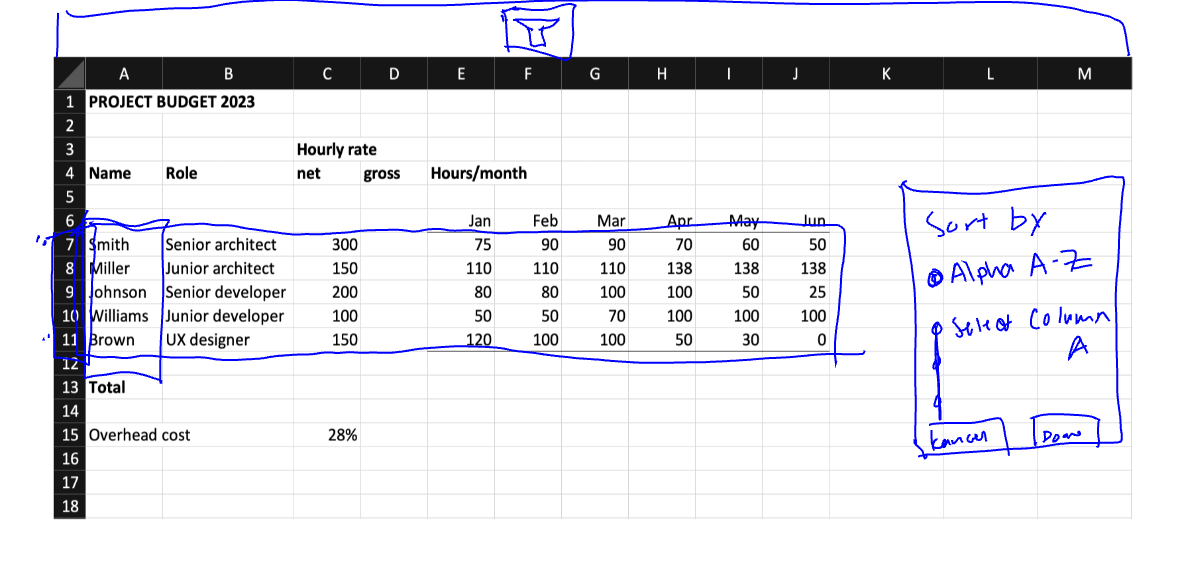 A B C D E F G H I J K L M
1 PROJECT BUDGET 2023
2
3 Hourly rate
4 Name Role net gross Hours/month
5
6 Jan Feb Mar Apr May Jun
7 Smith Senior architect 300 75 90 90 70 60 50
8 Miller Junior architect 150 110 110 110 138 138 138
9 Johnson Senior developer 200 80 80 100 100 50 25
10 Williams Junior developer 100 50 50 70 100 100 100
11 Brown UX designer 150 120 100 100 50 30 0
12
13 Total
14
15 Overhead cost 28%
16
17
18
Sort by
Alpha A-Z
Select Column
A
Kancel Done